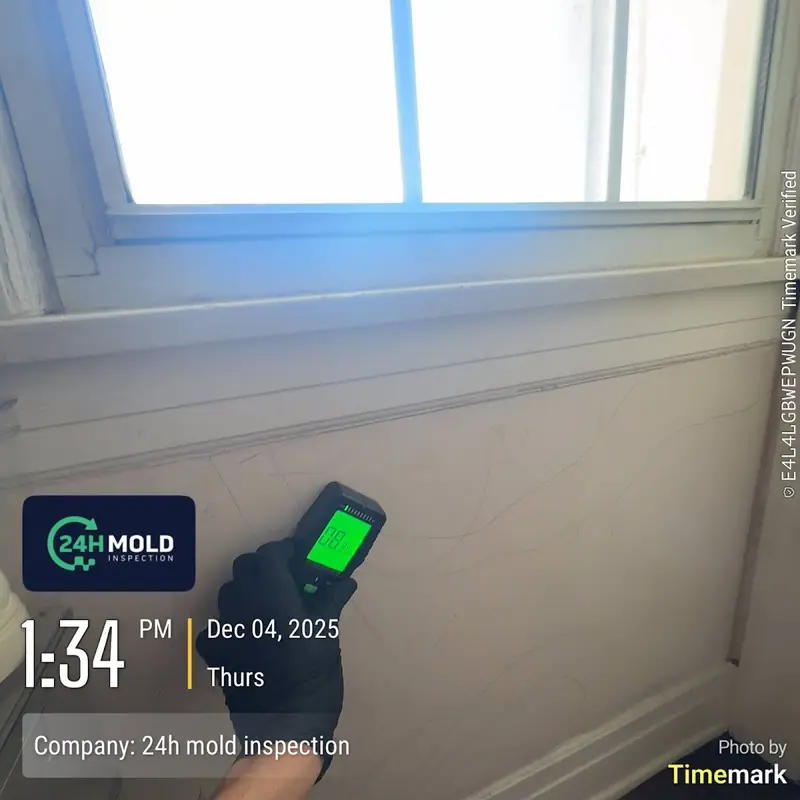 24H MOLD
INSPECTION
1:34 PM
Dec 04, 2025
Thurs
Company: 24h mold inspection
Photo by
Timemark
© E4L4LGBWEPWUGN Timemark Verified